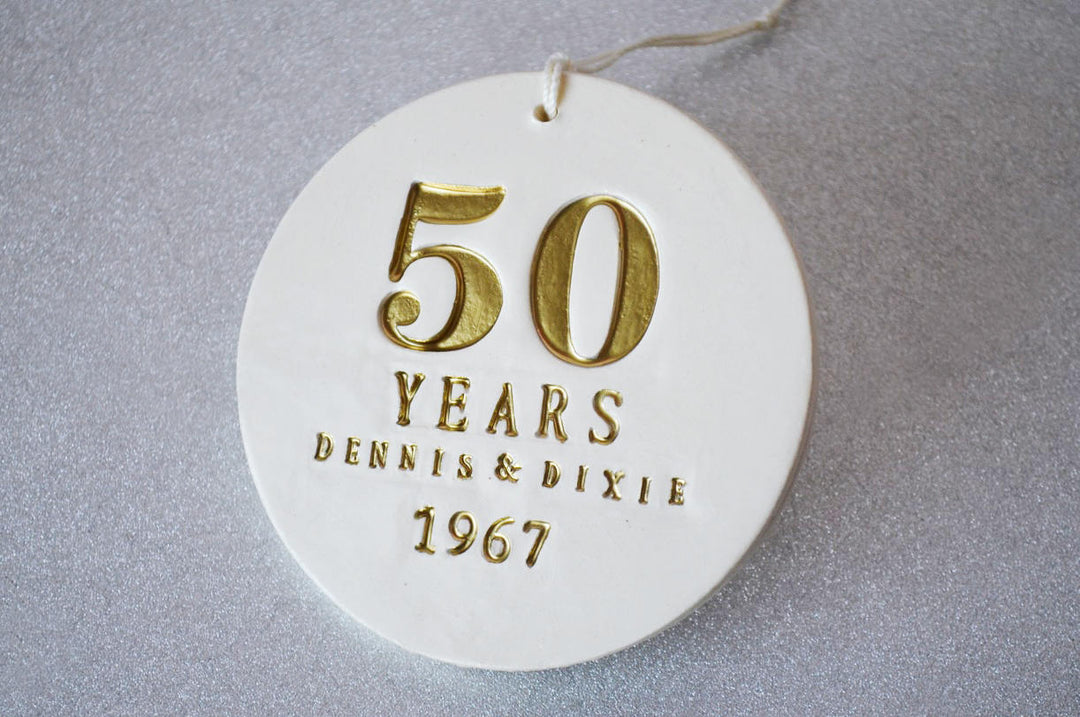 50
YEARS
DENNIS & DIXIE
1967